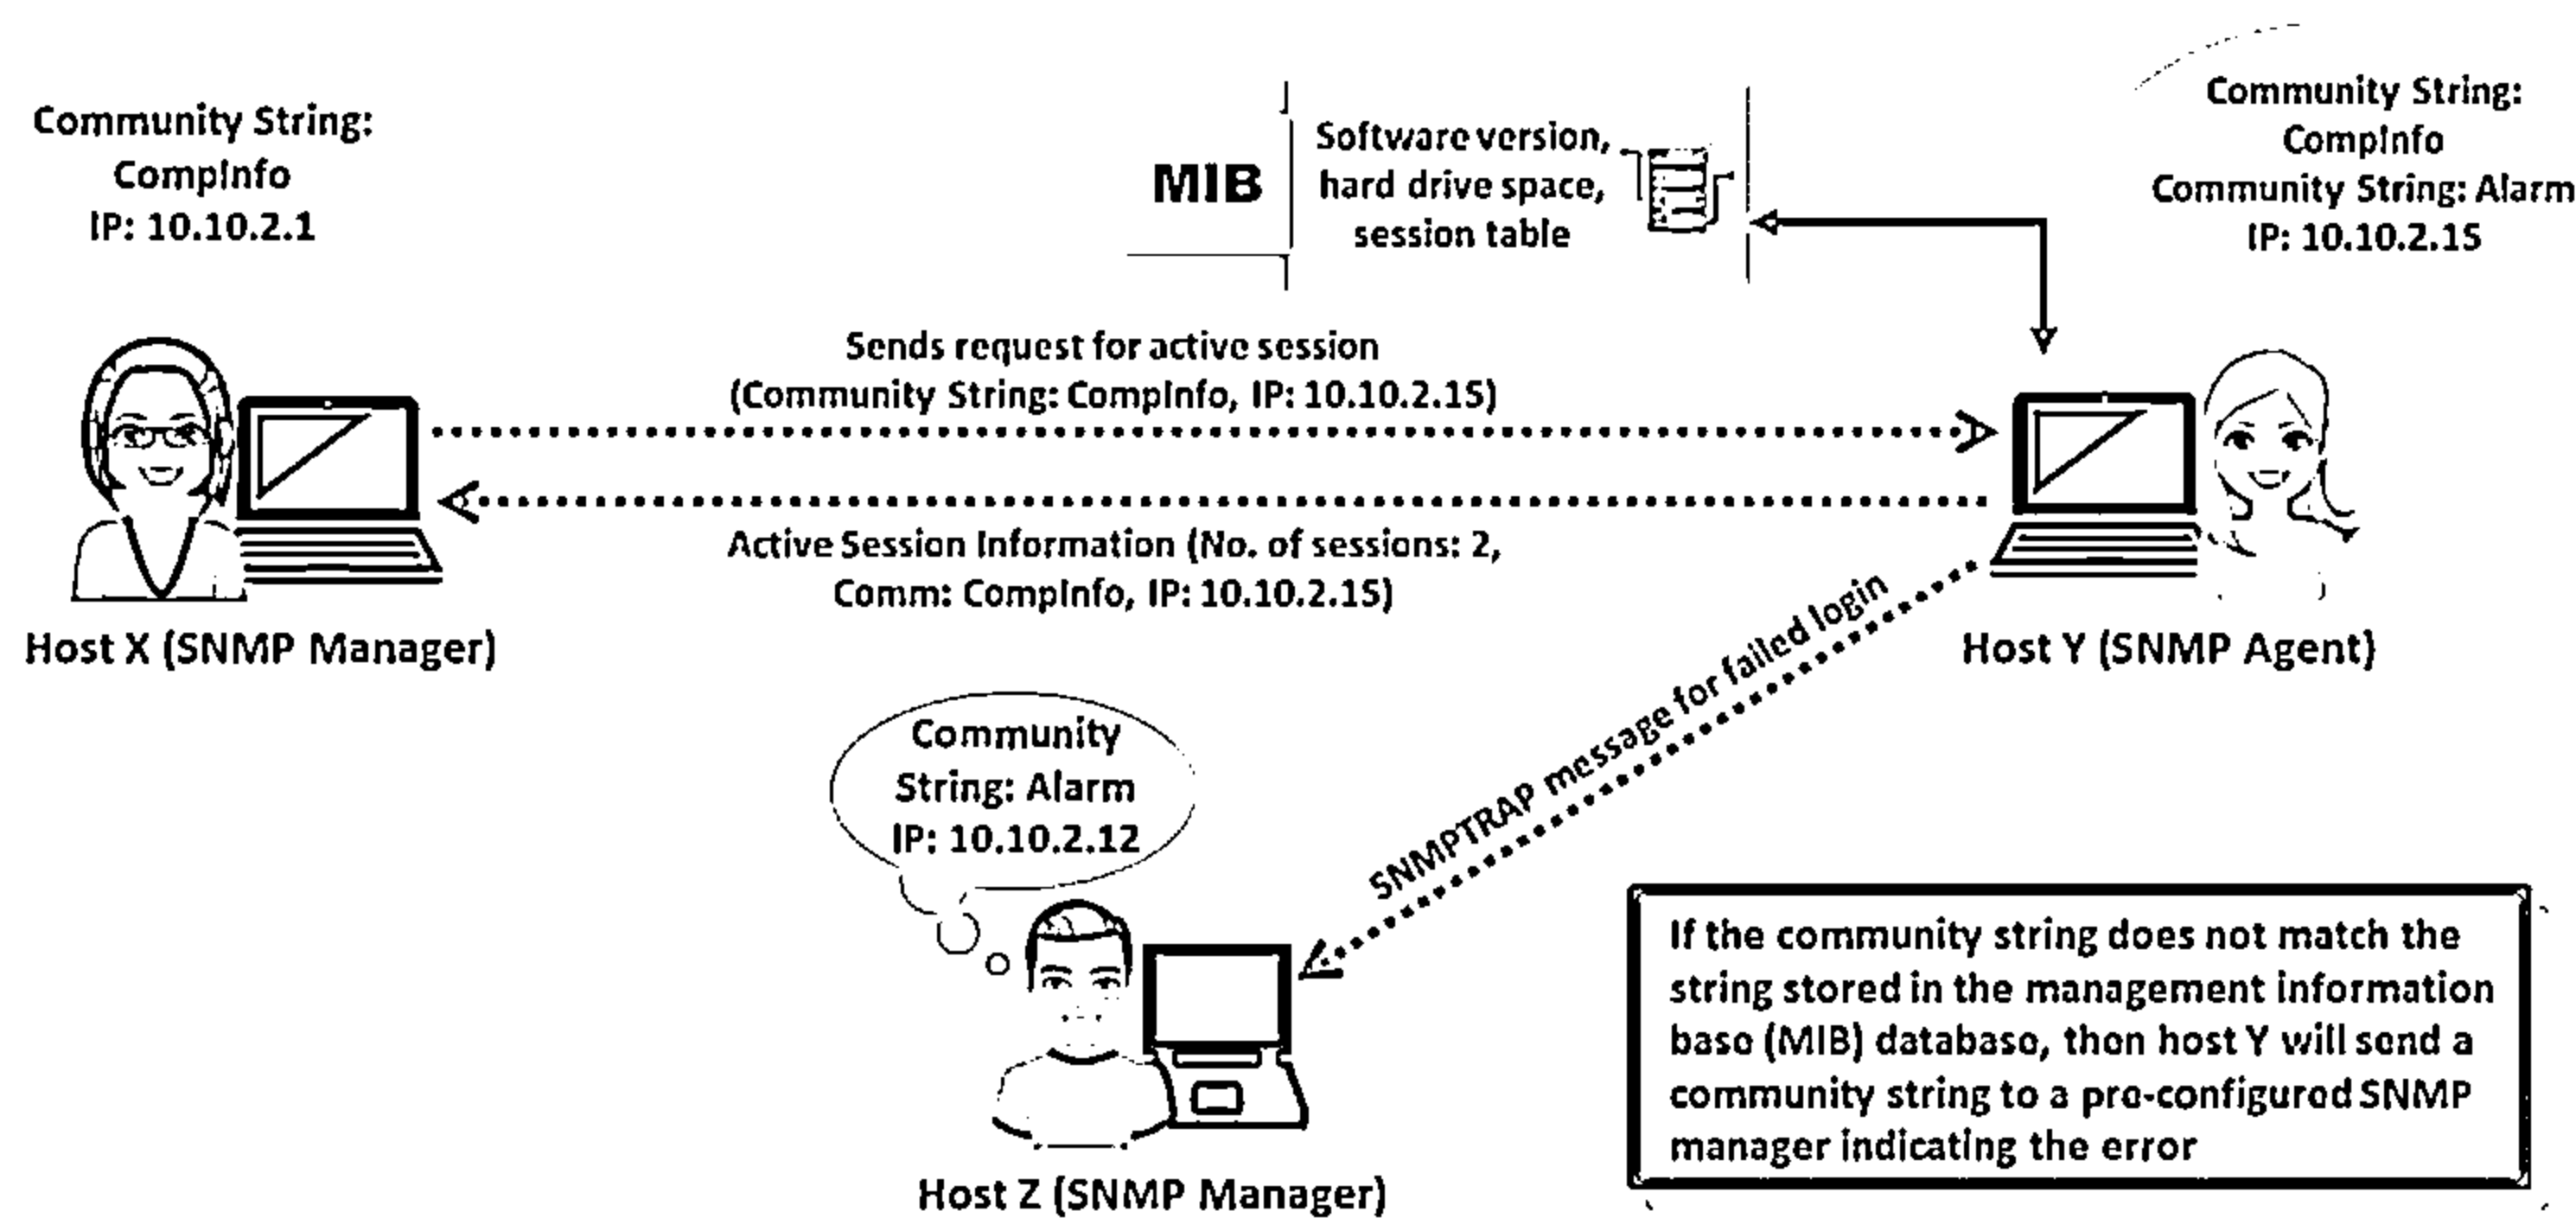 Community String:
CompInfo
IP: 10.10.2.1
MIB
Software version,
hard drive space,
session table
Community String:
CompInfo
Community String: Alarm
IP: 10.10.2.15
Sends request for active session
(Community String: CompInfo, IP: 10.10.2.15)
Active Session Information (No. of sessions: 2,
Comm: CompInfo, IP: 10.10.2.15)
Host X (SNMP Manager)
Host Y (SNMP Agent)
SNMPTRAP message for failed login
Community
String: Alarm
IP: 10.10.2.12
Host Z (SNMP Manager)
If the community string does not match the
string stored in the management information
base (MIB) database, then host Y will send a
community string to a pre-configured SNMP
manager indicating the error